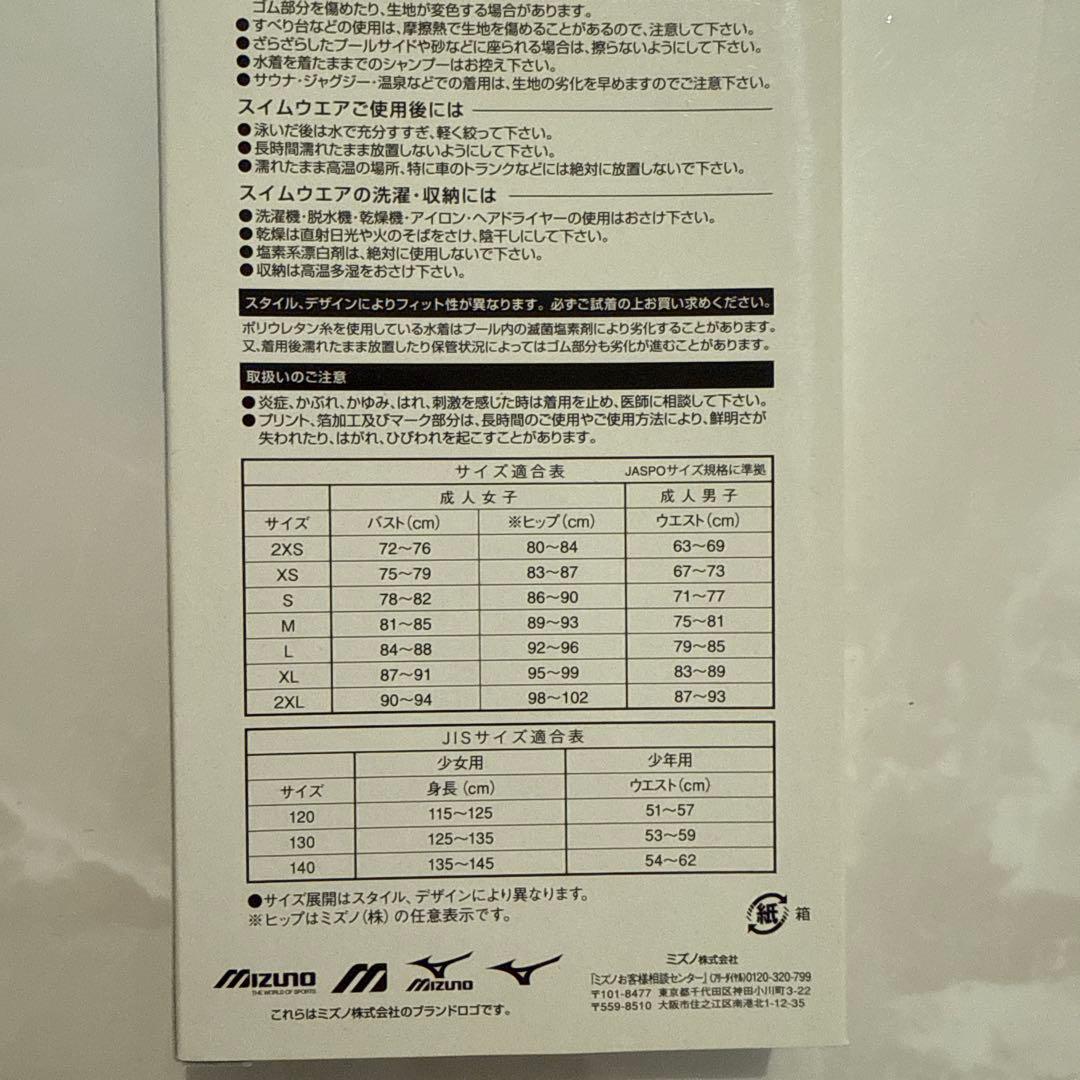 ゴム部分を傷めたり、生地が変色する場合があります。
●すべり台などの使用は、摩擦熱で生地を傷めることがあるので、注意して下さい。
●ざらざらしたプールサイドや砂などに座られる場合は、擦らないようにして下さい。
●水着を着たままでのシャンプーはお控え下さい。
●サウナ・ジャグジー・温泉などでの着用は、生地の劣化を早めますのでご注意下さい。
スイムウエアご使用後には
●泳いだ後は水で充分すすぎ、軽く絞って下さい。
●長時間濡れたまま放置しないようにして下さい。
●濡れたまま高温の場所、特に車のトランクなどには絶対に放置しないで下さい。
スイムウエアの洗濯・収納には
●洗濯機・脱水機・乾燥機・アイロン・ヘアドライヤーの使用はおさけ下さい。
●乾燥は直射日光や火のそばをさけ、陰干しにして下さい。
●塩素系漂白剤は、絶対に使用しないで下さい。
●収納は高温多湿をおさけ下さい。
スタイル、デザインによりフィット性が異なります。必ずご試着の上お買い求めください。
ポリウレタン糸を使用している水着はプール内の滅菌塩素剤により劣化することがあります。
又、着用後濡れたまま放置したり保管状況によってはゴム部分も劣化が進むことがあります。
取扱いのご注意
●炎症、かぶれ、かゆみ、はれ、刺激を感じた時は着用を止め、医師に相談して下さい。
●プリント、箔加工及びマーク部分は、長時間のご使用やご使用方法により、鮮明さが
失われたり、はがれ、ひびわれを起こすことがあります。
サイズ適合表 JASPOサイズ規格に準拠
成人女子 成人男子
サイズ バスト(cm) ※ヒップ(cm) ウエスト(cm)
2XS 72〜76 80〜84 63〜69
XS 75〜79 83〜87 67〜73
S 78〜82 86〜90 71〜77
M 81〜85 89〜93 75〜81
L 84〜88 92〜96 79〜85
XL 87〜91 95〜99 83〜89
2XL 90〜94 98〜102 87〜93
JISサイズ適合表
少女用 少年用
サイズ 身長(cm) ウエスト(cm)
120 115〜125 51〜57
130 125〜135 53〜59
140 135〜145 54〜62
●サイズ展開はスタイル、デザインにより異なります。
※ヒップはミズノ(株)の任意表示です。
紙 箱
MIZUNO
THE WORLD OF SPORTS
MIZUNO
これらはミズノ株式会社のブランドロゴです。
ミズノ株式会社
「ミズノお客様相談センター」(フリーダイヤル)0120-320-799
〒101-8477 東京都千代田区神田小川町3-22
〒559-8510 大阪市住之江区南港北1-12-35